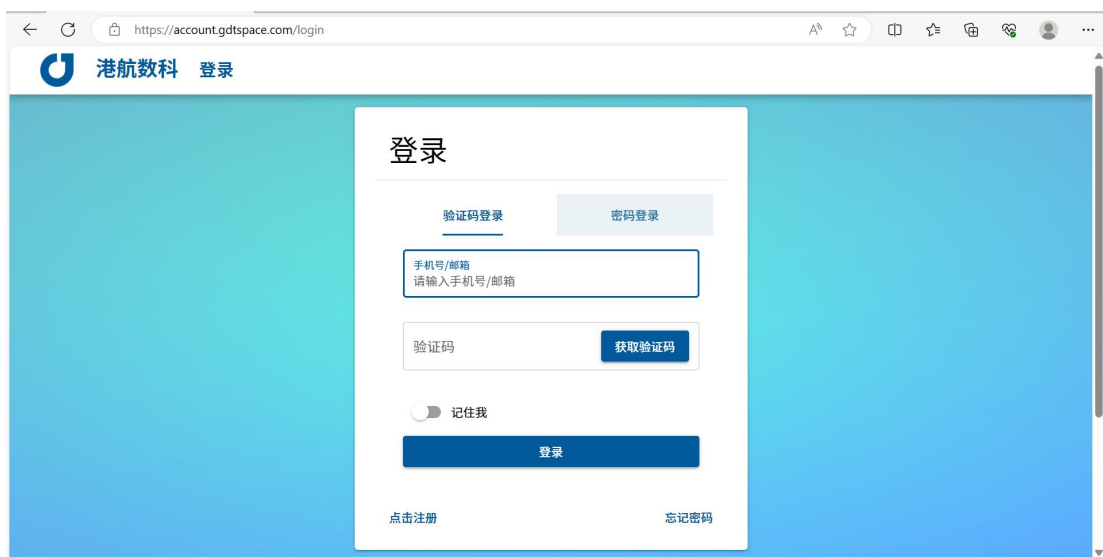 https://account.gdtspace.com/login
港航数科 登录
登录
验证码登录 密码登录
手机号/邮箱
请输入手机号/邮箱
验证码 获取验证码
记住我
登录
点击注册 忘记密码